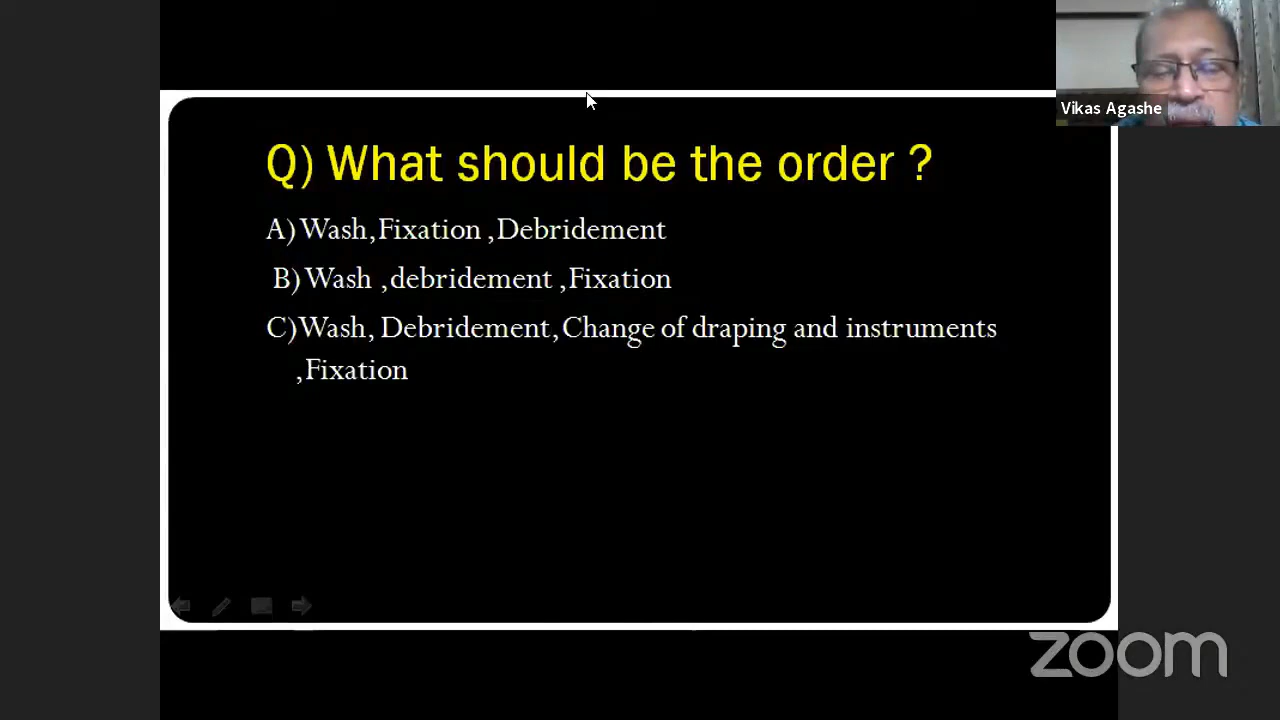 Vikas Agashe
Q) What should be the order ?
A) Wash,Fixation ,Debridement
B) Wash ,debridement ,Fixation
C)Wash, Debridement,Change of draping and instruments
,Fixation
zoom